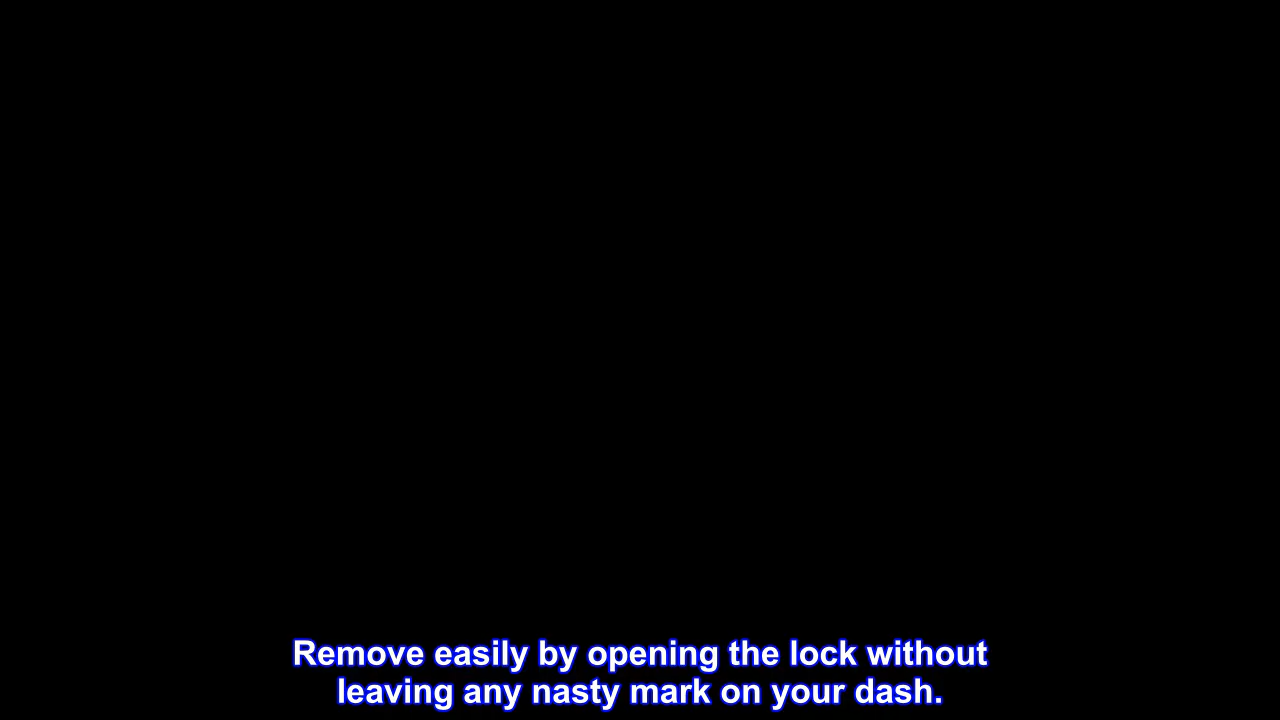 Remove easily by opening the lock without
leaving any nasty mark on your dash.